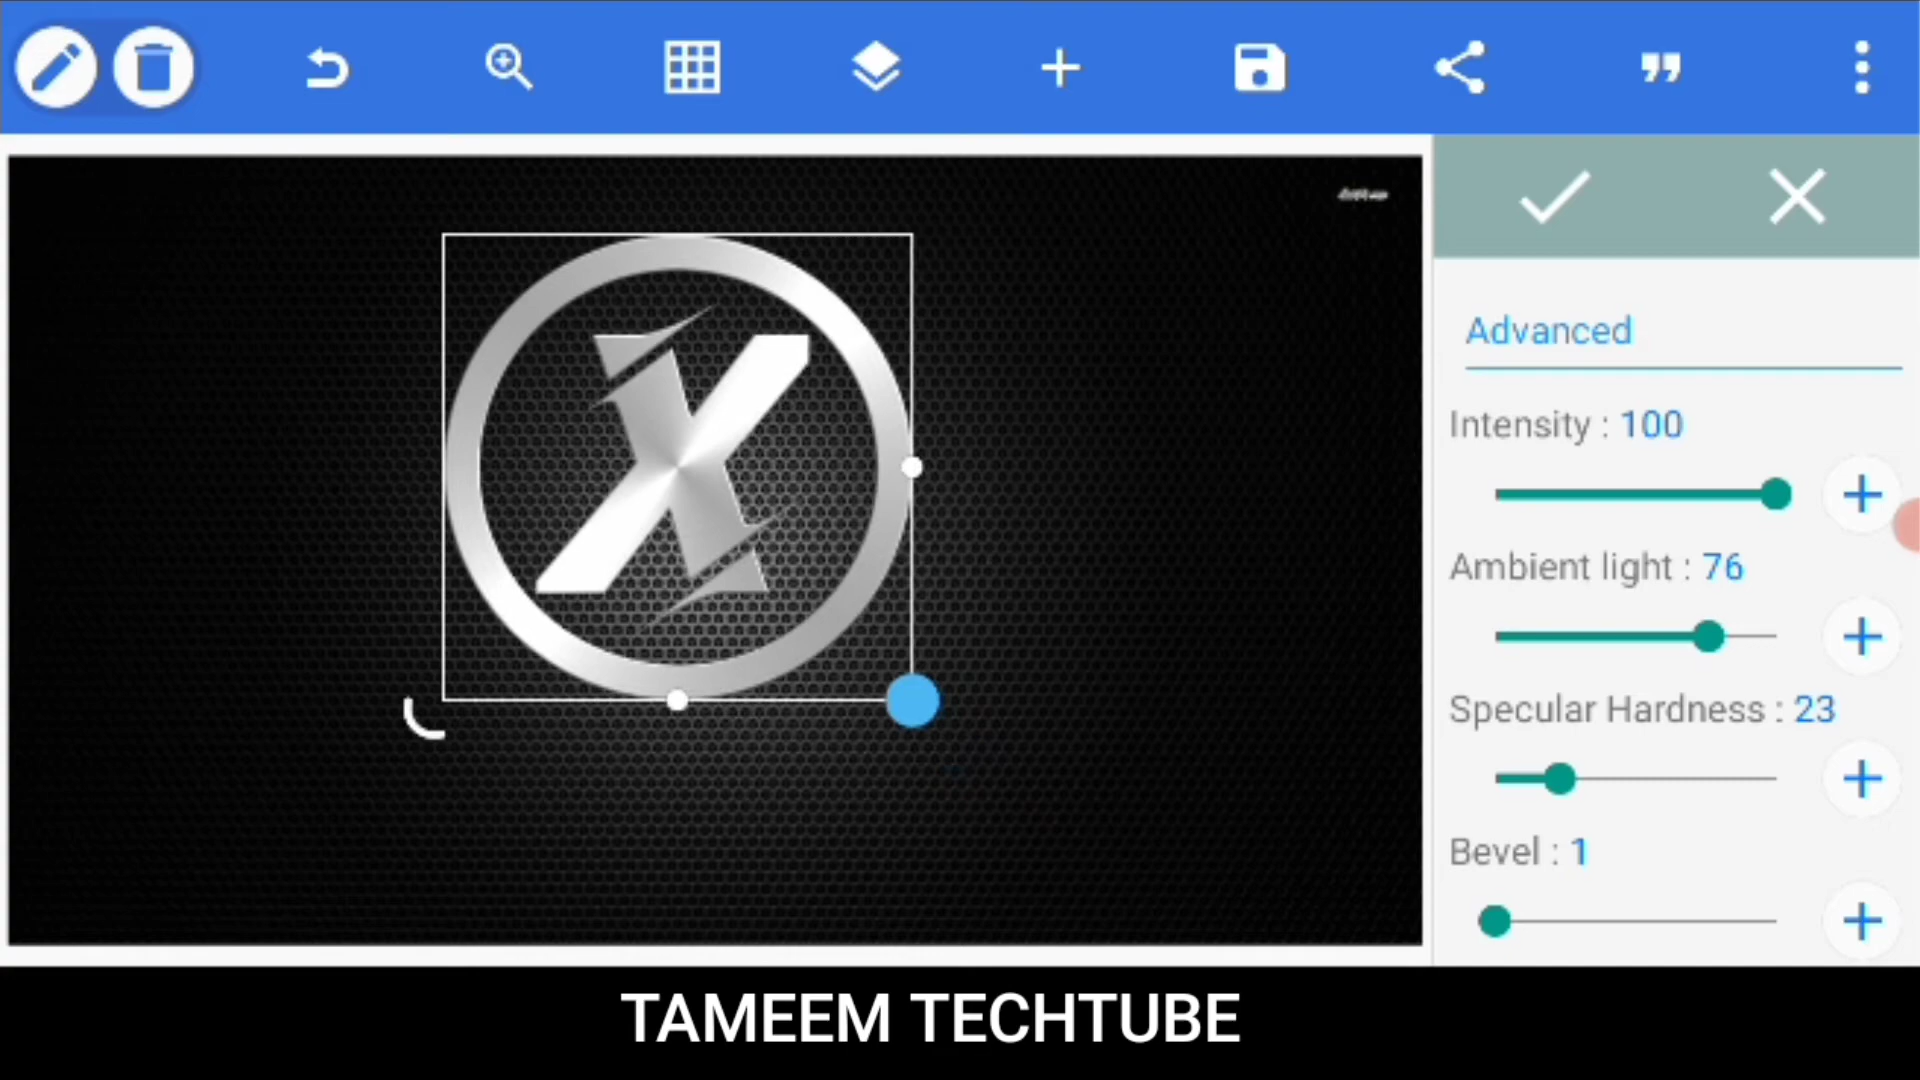 X
Advanced
Intensity : 100
Ambient light : 76
Specular Hardness : 23
Bevel : 1
TAMEEM TECHTUBE